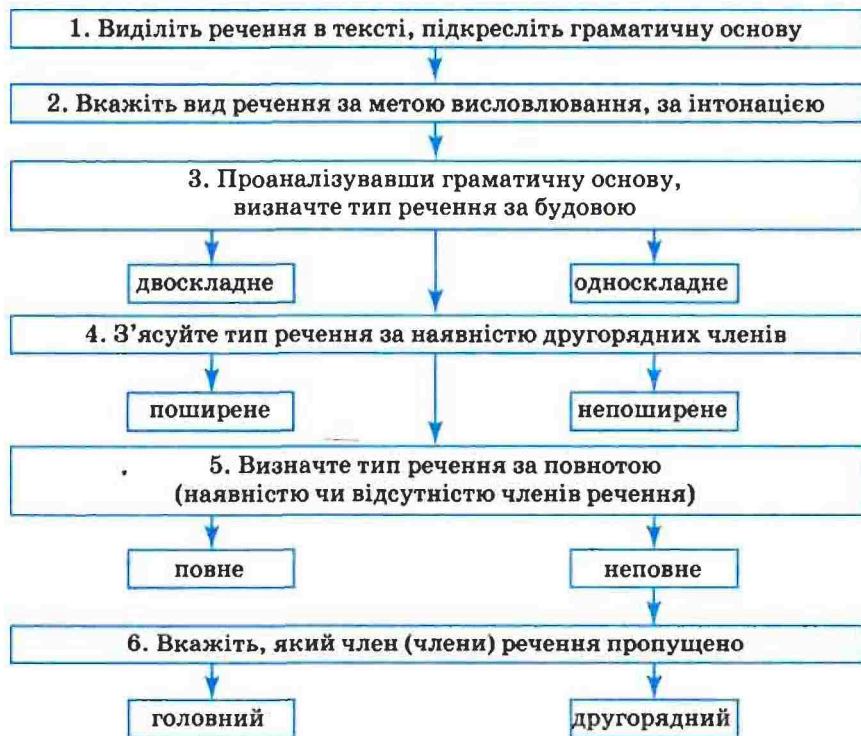 1. Виділіть речення в тексті, підкресліть граматичну основу
2. Вкажіть вид речення за метою висловлювання, за інтонацією
3. Проаналізувавши граматичну основу,
визначте тип речення за будовою
двоскладне
односкладне
4. З’ясуйте тип речення за наявністю другорядних членів
поширене
непоширене
5. Визначте тип речення за повнотою
(наявністю чи відсутністю членів речення)
повне
неповне
6. Вкажіть, який член (члени) речення пропущено
головний
другорядний